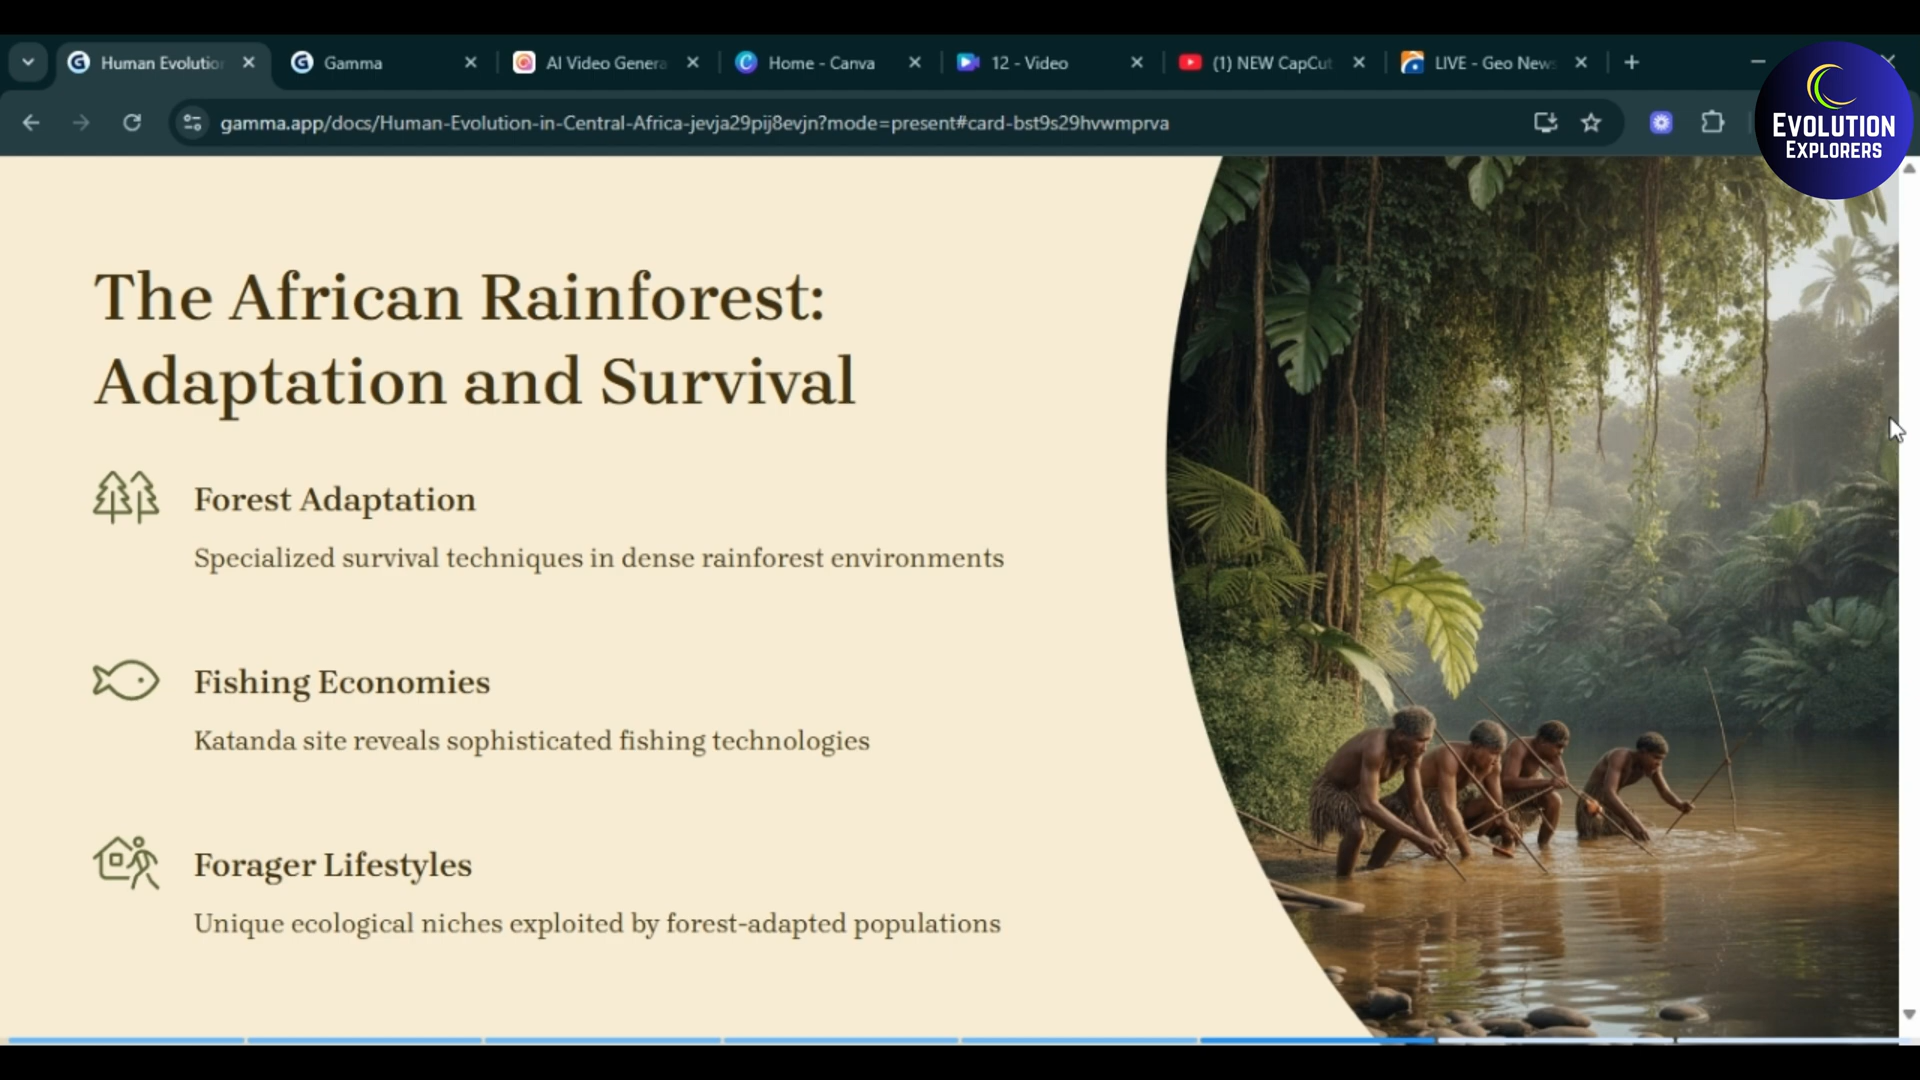 Human Evolution
Gamma
AI Video Genera
Home - Canva
12 - Video
(1) NEW CapCut
LIVE - Geo News
gamma.app/docs/Human-Evolution-in-Central-Africa-jevja29pij8evjn?mode=present#card-bst9s29hvwmprva
EVOLUTION
EXPLORERS
The African Rainforest:
Adaptation and Survival
Forest Adaptation
Specialized survival techniques in dense rainforest environments
Fishing Economies
Katanda site reveals sophisticated fishing technologies
Forager Lifestyles
Unique ecological niches exploited by forest-adapted populations